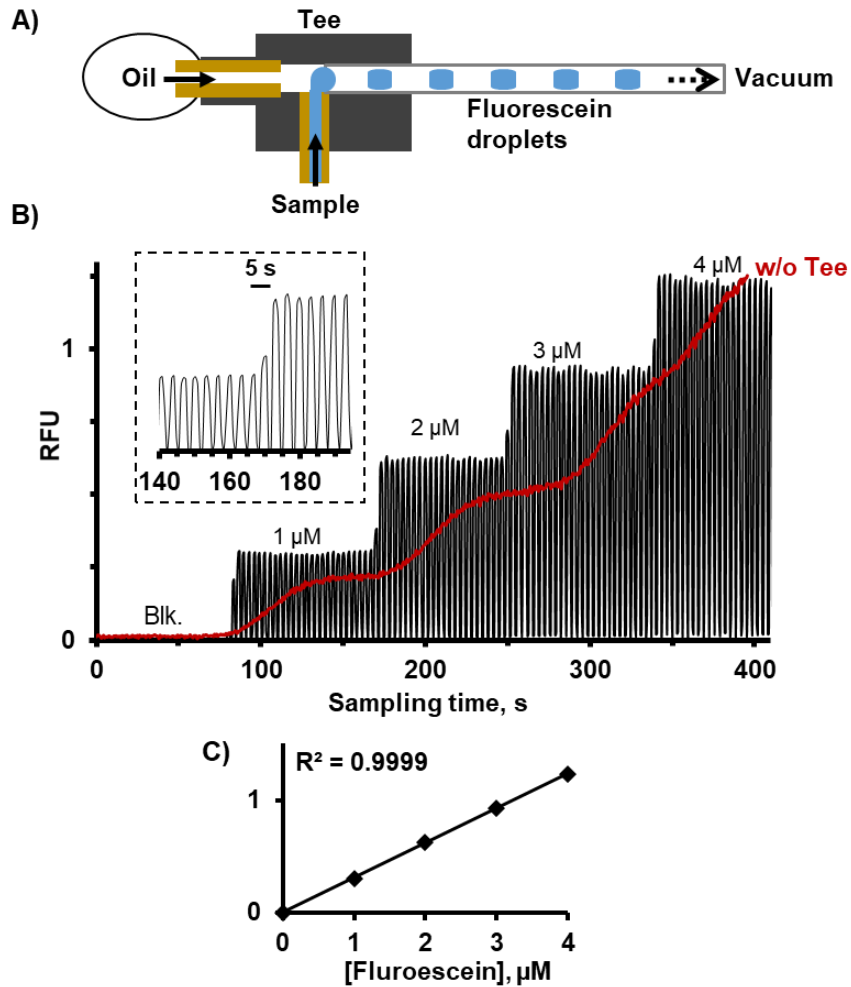 A)
Tee
Oil
Vacuum
Fluorescein
droplets
Sample
B)
5 s
140 160 180
Blk.
1 µM
2 µM
3 µM
4 µM
w/o Tee
RFU
1
0
0 100 200 300 400
Sampling time, s
C)
R² = 0.9999
1
0
0 1 2 3 4
[Fluroescein], µM